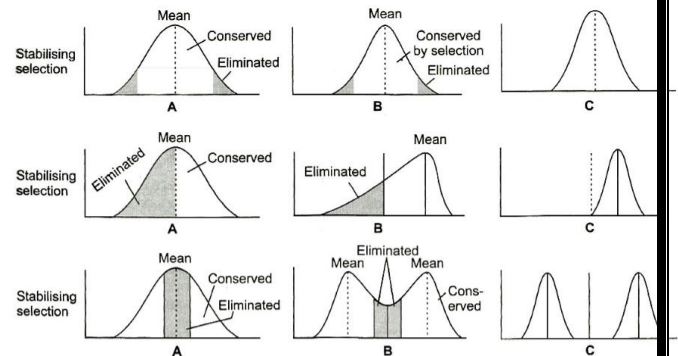 Mean
Conserved
Eliminated
Stabilising
selection
A
Mean
Conserved
by selection
Eliminated
B
C
Mean
Eliminated
Conserved
Stabilising
selection
A
Mean
Eliminated
B
C
Mean
Conserved
Eliminated
Stabilising
selection
A
Eliminated
Mean
Mean
Cons-
erved
B
C